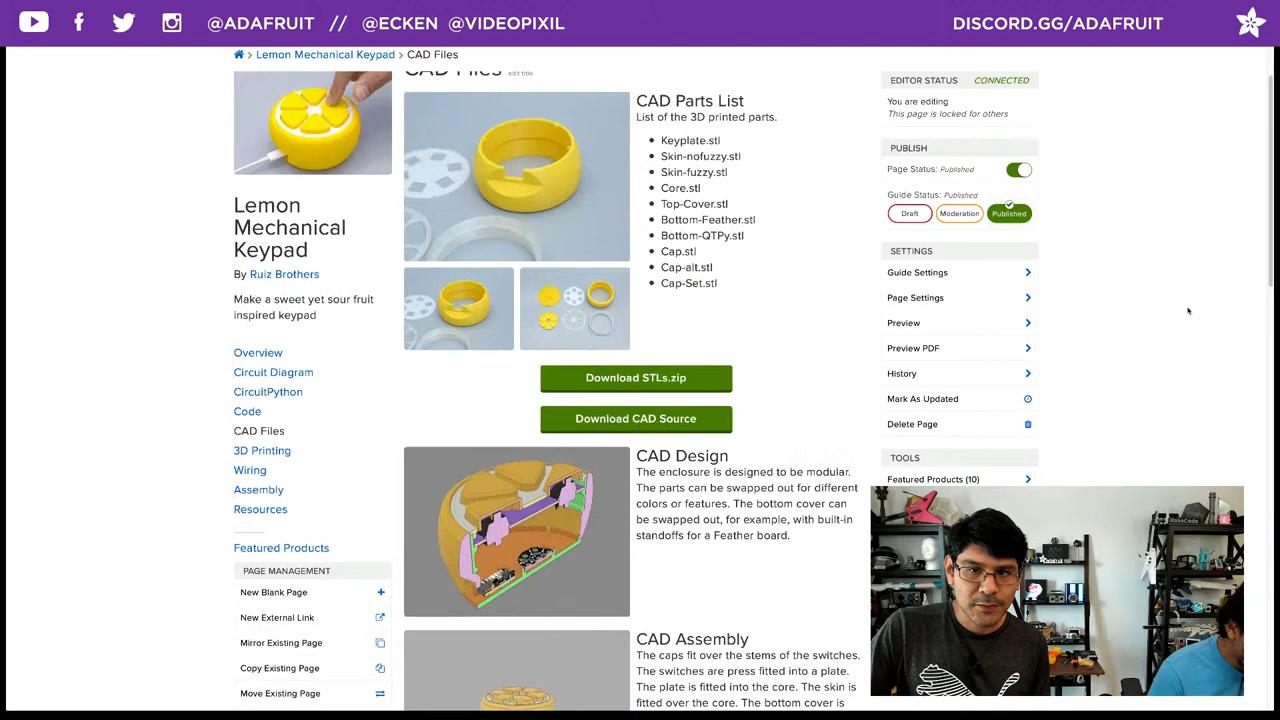 @ADAFRUIT // @ECKEN @VIDEOPIXIL
DISCORD.GG/ADAFRUIT
Lemon Mechanical Keypad > CAD Files
CAD Files edit title
Lemon
Mechanical
Keypad
By Ruiz Brothers
Make a sweet yet sour fruit
inspired keypad
Overview
Circuit Diagram
CircuitPython
Code
CAD Files
3D Printing
Wiring
Assembly
Resources
Featured Products
PAGE MANAGEMENT
New Blank Page
New External Link
Mirror Existing Page
Copy Existing Page
Move Existing Page
CAD Parts List
List of the 3D printed parts.
Keyplate.stl
Skin-nofuzzy.stl
Skin-fuzzy.stl
Core.stl
Top-Cover.stl
Bottom-Feather.stl
Bottom-QTPy.stl
Cap.stl
Cap-alt.stl
Cap-Set.stl
Download STLs.zip
Download CAD Source
CAD Design
The enclosure is designed to be modular.
The parts can be swapped out for different
colors or features. The bottom cover can
be swapped out, for example, with built-in
standoffs for a Feather board.
CAD Assembly
The caps fit over the stems of the switches.
The switches are press fitted into a plate.
The plate is fitted into the core. The skin is
fitted over the core. The bottom cover is
EDITOR STATUS CONNECTED
You are editing
This page is locked for others
PUBLISH
Page Status: Published
Guide Status: Published
Draft Moderation Published
SETTINGS
Guide Settings
Page Settings
Preview
Preview PDF
History
Mark As Updated
Delete Page
TOOLS
Featured Products (10)
MakeCode